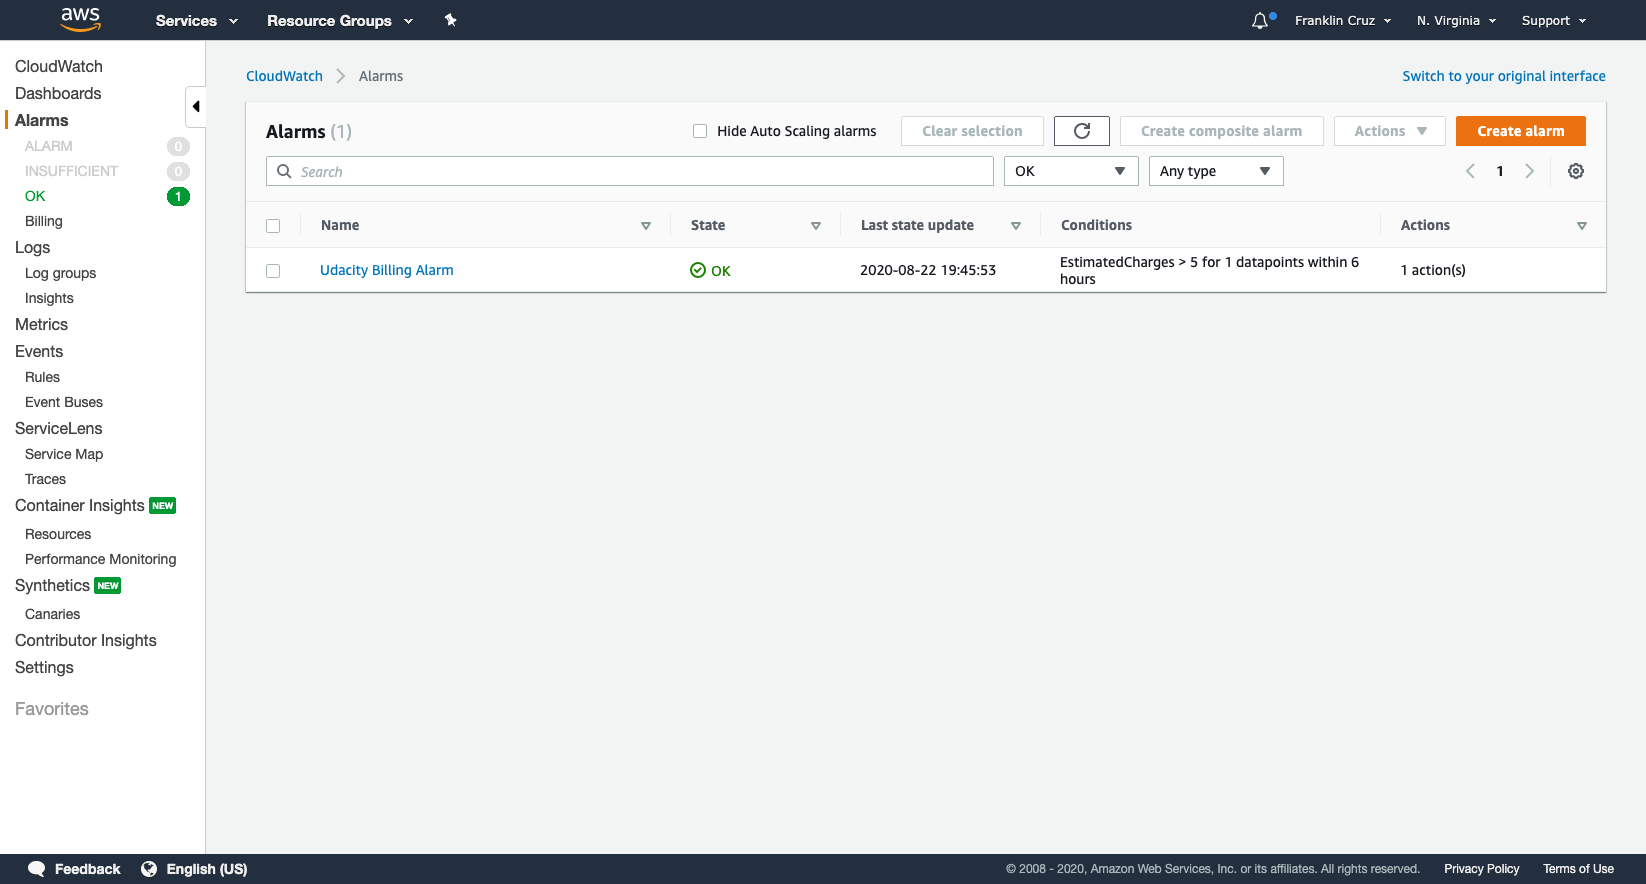 aws Services Resource Groups Franklin Cruz N. Virginia Support
CloudWatch
Dashboards
Alarms
ALARM 0
INSUFFICIENT 0
OK 1
Billing
Logs
Log groups
Insights
Metrics
Events
Rules
Event Buses
ServiceLens
Service Map
Traces
Container Insights NEW
Resources
Performance Monitoring
Synthetics NEW
Canaries
Contributor Insights
Settings
Favorites
CloudWatch Alarms Switch to your original interface
Alarms (1) Hide Auto Scaling alarms Clear selection Create composite alarm Actions Create alarm
Search OK Any type 1
Name State Last state update Conditions Actions
Udacity Billing Alarm OK 2020-08-22 19:45:53 EstimatedCharges > 5 for 1 datapoints within 6
hours 1 action(s)
Feedback English (US) © 2008 - 2020, Amazon Web Services, Inc. or its affiliates. All rights reserved. Privacy Policy Terms of Use